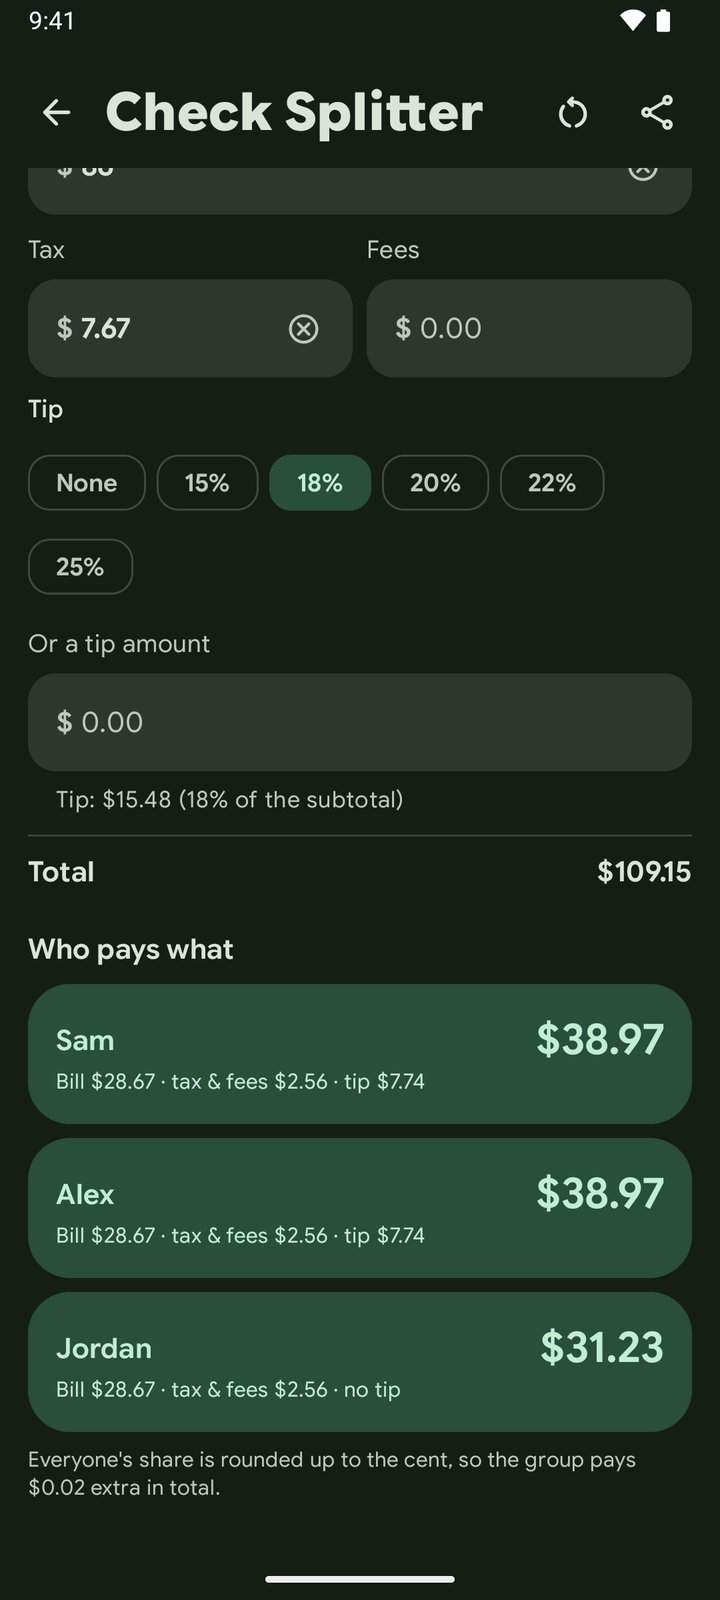 9:41
Check Splitter
Tax
Fees
$ 7.67
$ 0.00
Tip
None
15%
18%
20%
22%
25%
Or a tip amount
$ 0.00
Tip: $15.48 (18% of the subtotal)
Total
$109.15
Who pays what
Sam
$38.97
Bill $28.67 · tax & fees $2.56 · tip $7.74
Alex
$38.97
Bill $28.67 · tax & fees $2.56 · tip $7.74
Jordan
$31.23
Bill $28.67 · tax & fees $2.56 · no tip
Everyone's share is rounded up to the cent, so the group pays
$0.02 extra in total.